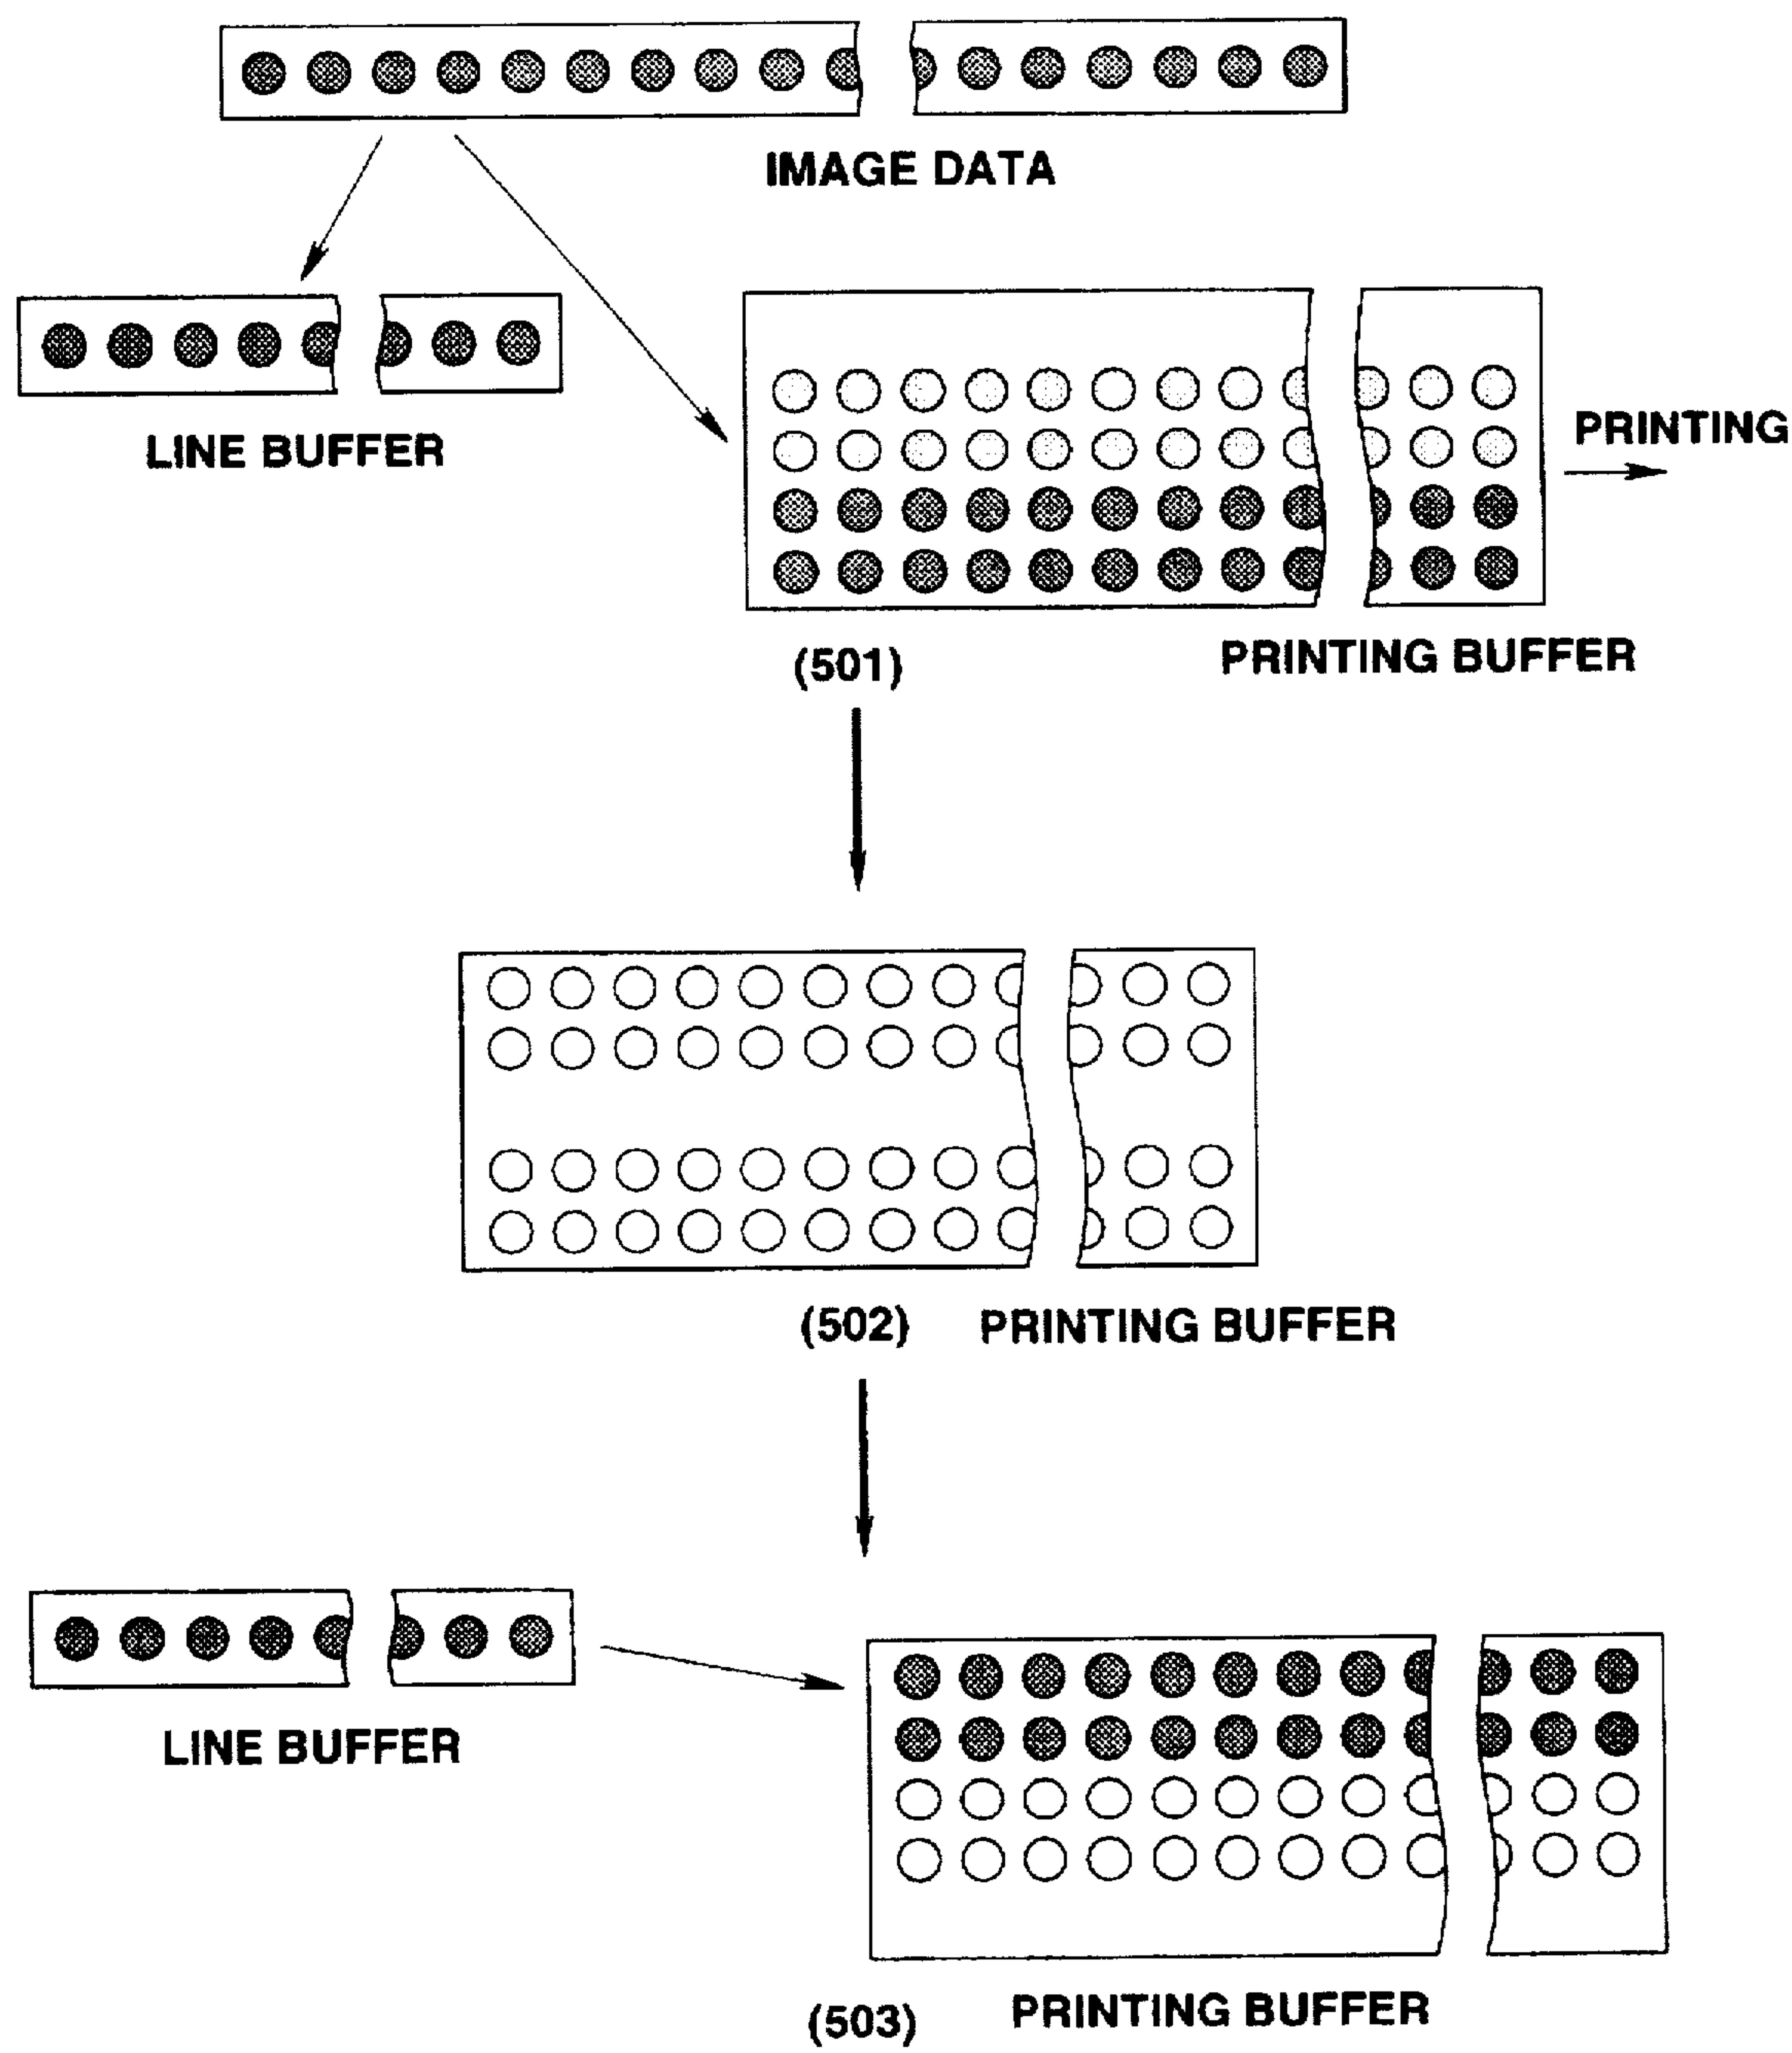 IMAGE DATA
LINE BUFFER
PRINTING
(501)
PRINTING BUFFER
(502)
PRINTING BUFFER
LINE BUFFER
(503)
PRINTING BUFFER